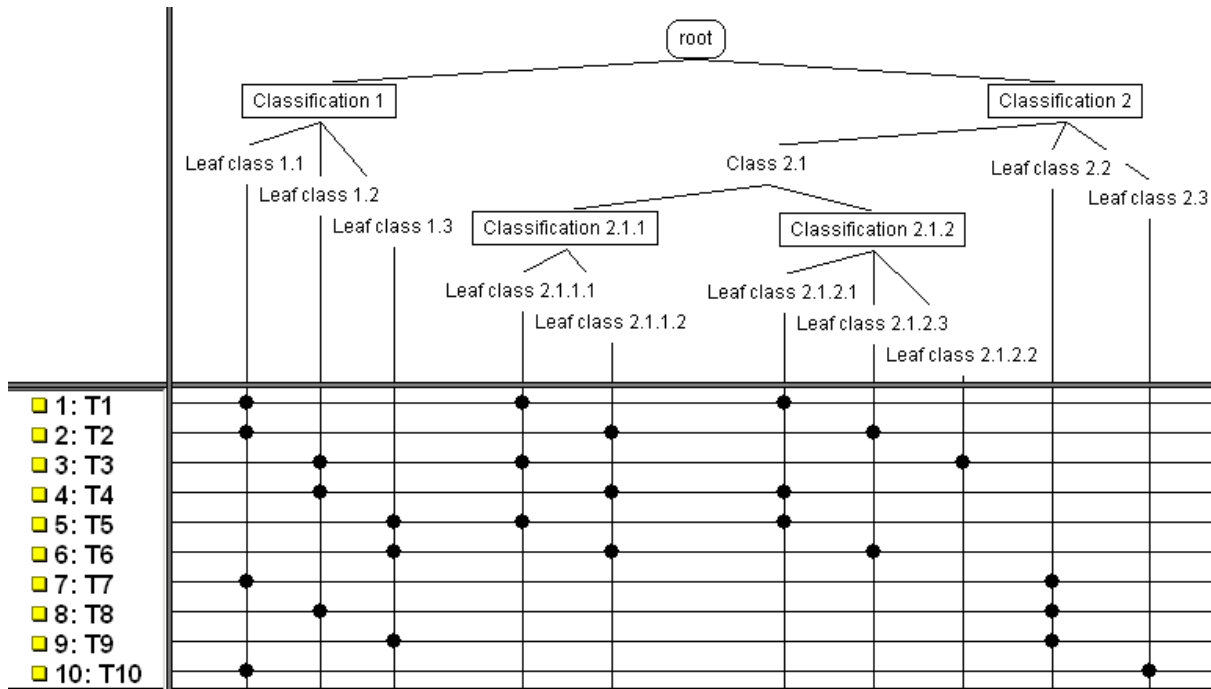 root
Classification 1
Classification 2
Leaf class 1.1
Class 2.1
Leaf class 2.2
Leaf class 1.2
Leaf class 2.3
Leaf class 1.3
Classification 2.1.1
Classification 2.1.2
Leaf class 2.1.1.1
Leaf class 2.1.2.1
Leaf class 2.1.1.2
Leaf class 2.1.2.3
Leaf class 2.1.2.2
1: T1
2: T2
3: T3
4: T4
5: T5
6: T6
7: T7
8: T8
9: T9
10: T10